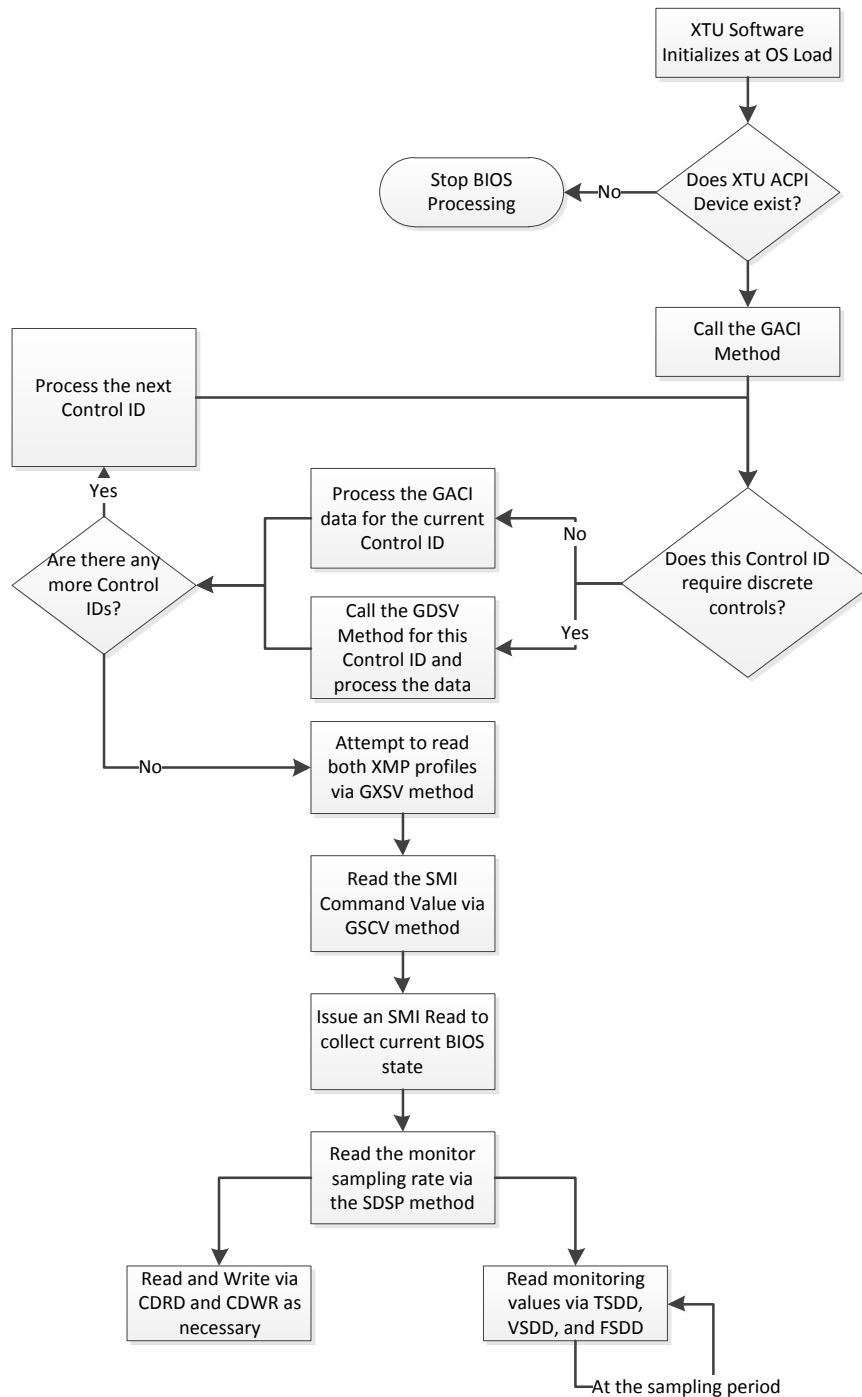 XTU Software
Initializes at OS Load
Does XTU ACPI
Device exist?
No
Stop BIOS
Processing
Call the GACI
Method
Process the next
Control ID
Yes
Process the GACI
data for the current
Control ID
No
Does this Control ID
require discrete
controls?
Are there any
more Control
IDs?
Call the GDSV
Method for this
Control ID and
process the data
Yes
No
Attempt to read
both XMP profiles
via GXSV method
Read the SMI
Command Value via
GSCV method
Issue an SMI Read to
collect current BIOS
state
Read the monitor
sampling rate via
the SDSP method
Read and Write via
CDRD and CDWR as
necessary
Read monitoring
values via TSDD,
VSDD, and FSDD
At the sampling period